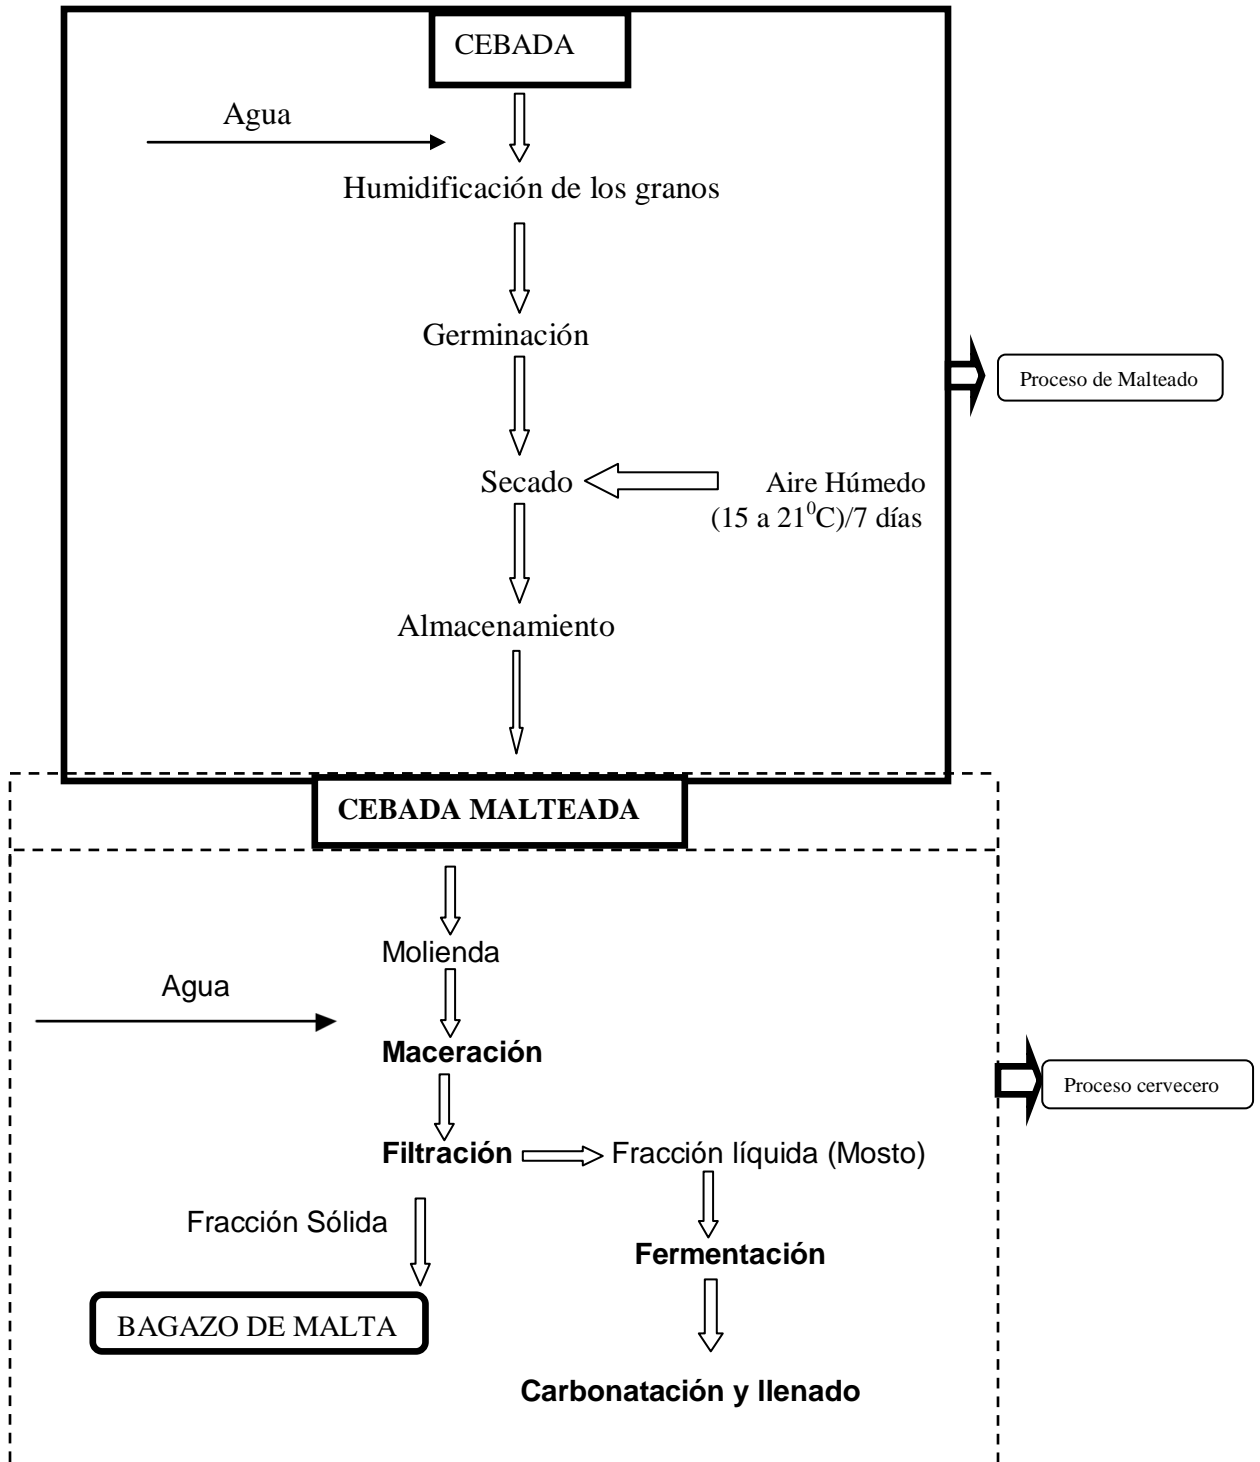 CEBADA
Agua
Humidificación de los granos
Germinación
Proceso de Malteado
Secado
Aire Húmedo
(15 a 21⁰C)/7 días
Almacenamiento
CEBADA MALTEADA
Molienda
Agua
Maceración
Proceso cervecero
Filtración
Fracción líquida (Mosto)
Fracción Sólida
Fermentación
BAGAZO DE MALTA
Carbonatación y llenado